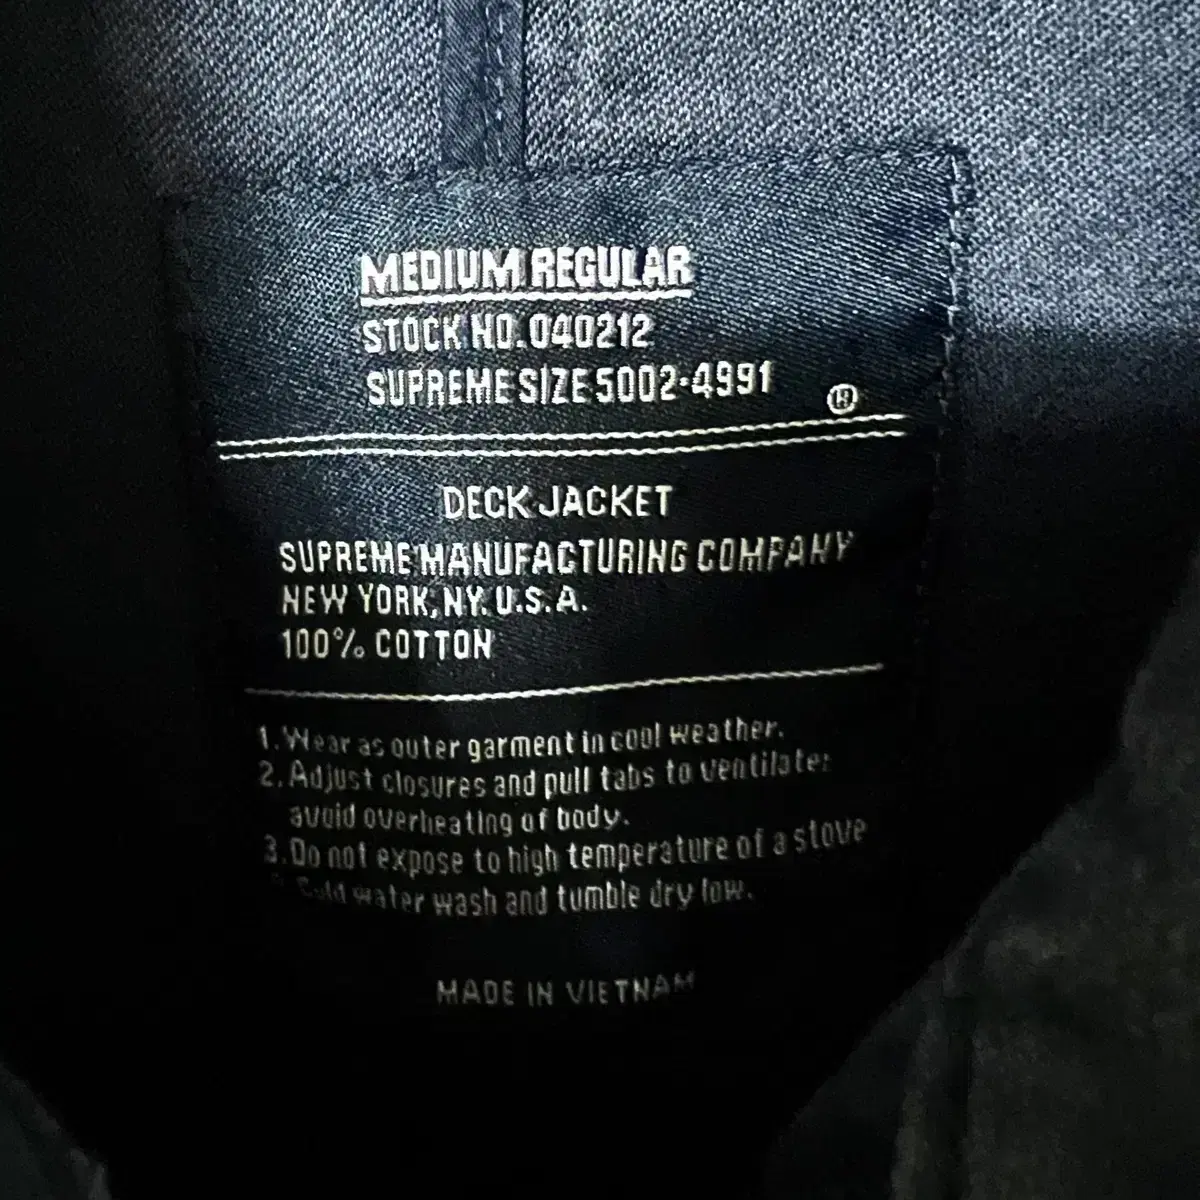 MEDIUM REGULAR
STOCK NO. 040212
SUPREME SIZE 5002-4991
DECK JACKET
SUPREME MANUFACTURING COMPANY
NEW YORK, NY. U.S.A.
100% COTTON
1. Wear as outer garment in cool weather.
2. Adjust closures and pull tabs to ventilate:
avoid overheating of body.
3. Do not expose to high temperature of a stove
Cold water wash and tumble dry low.
MADE IN VIETNAM